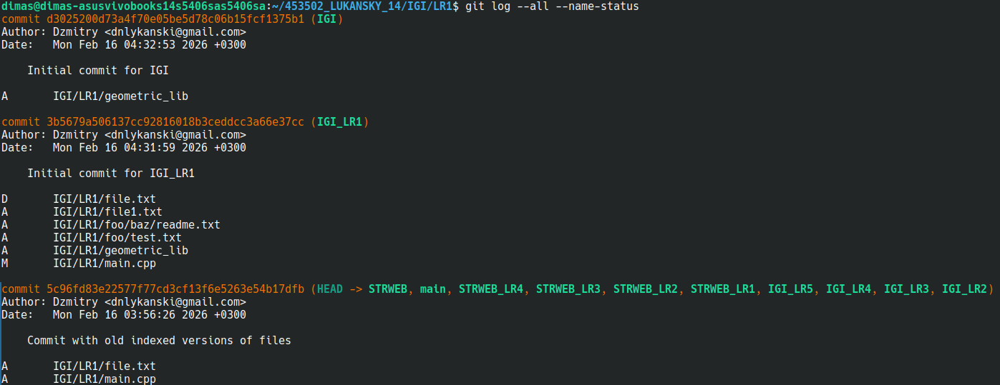 dimas@dimas-asusvivobooks14s5406sas5406sa:~/453502_LUKANSKY_14/IGI/LR1$ git log --all --name-status
commit d3025200d73a4f70e05be5d78c06b15fcf1375b1 (IGI)
Author: Dzmitry <dnlykanski@gmail.com>
Date:   Mon Feb 16 04:32:53 2026 +0300

    Initial commit for IGI

A       IGI/LR1/geometric_lib

commit 3b5679a506137cc92816018b3ceddcc3a66e37cc (IGI_LR1)
Author: Dzmitry <dnlykanski@gmail.com>
Date:   Mon Feb 16 04:31:59 2026 +0300

    Initial commit for IGI_LR1

D       IGI/LR1/file.txt
A       IGI/LR1/file1.txt
A       IGI/LR1/foo/baz/readme.txt
A       IGI/LR1/foo/test.txt
A       IGI/LR1/geometric_lib
M       IGI/LR1/main.cpp

commit 5c96fd83e22577f77cd3cf13f6e5263e54b17dfb (HEAD -> STRWEB, main, STRWEB_LR4, STRWEB_LR3, STRWEB_LR2, STRWEB_LR1, IGI_LR5, IGI_LR4, IGI_LR3, IGI_LR2)
Author: Dzmitry <dnlykanski@gmail.com>
Date:   Mon Feb 16 03:56:26 2026 +0300

    Commit with old indexed versions of files

A       IGI/LR1/file.txt
A       IGI/LR1/main.cpp